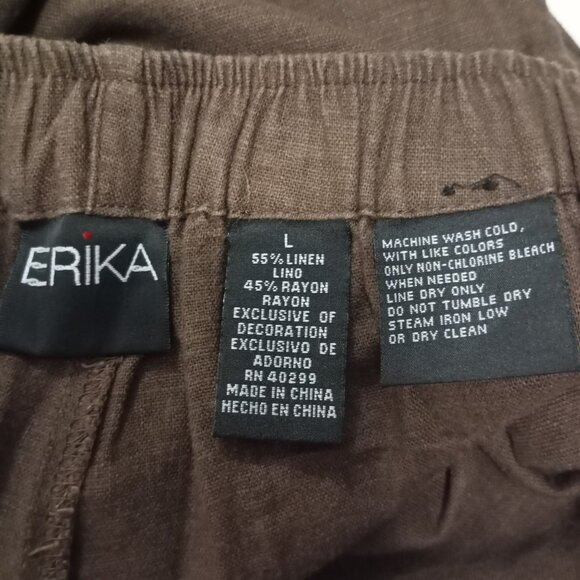 ERiKA
L
55% LINEN
LINO
45% RAYON
RAYON
EXCLUSIVE OF
DECORATION
EXCLUSIVO DE
ADORNO
RN 40299
MADE IN CHINA
HECHO EN CHINA
MACHINE WASH COLD,
WITH LIKE COLORS
ONLY NON-CHLORINE BLEACH
WHEN NEEDED
LINE DRY ONLY
DO NOT TUMBLE DRY
STEAM IRON LOW
OR DRY CLEAN